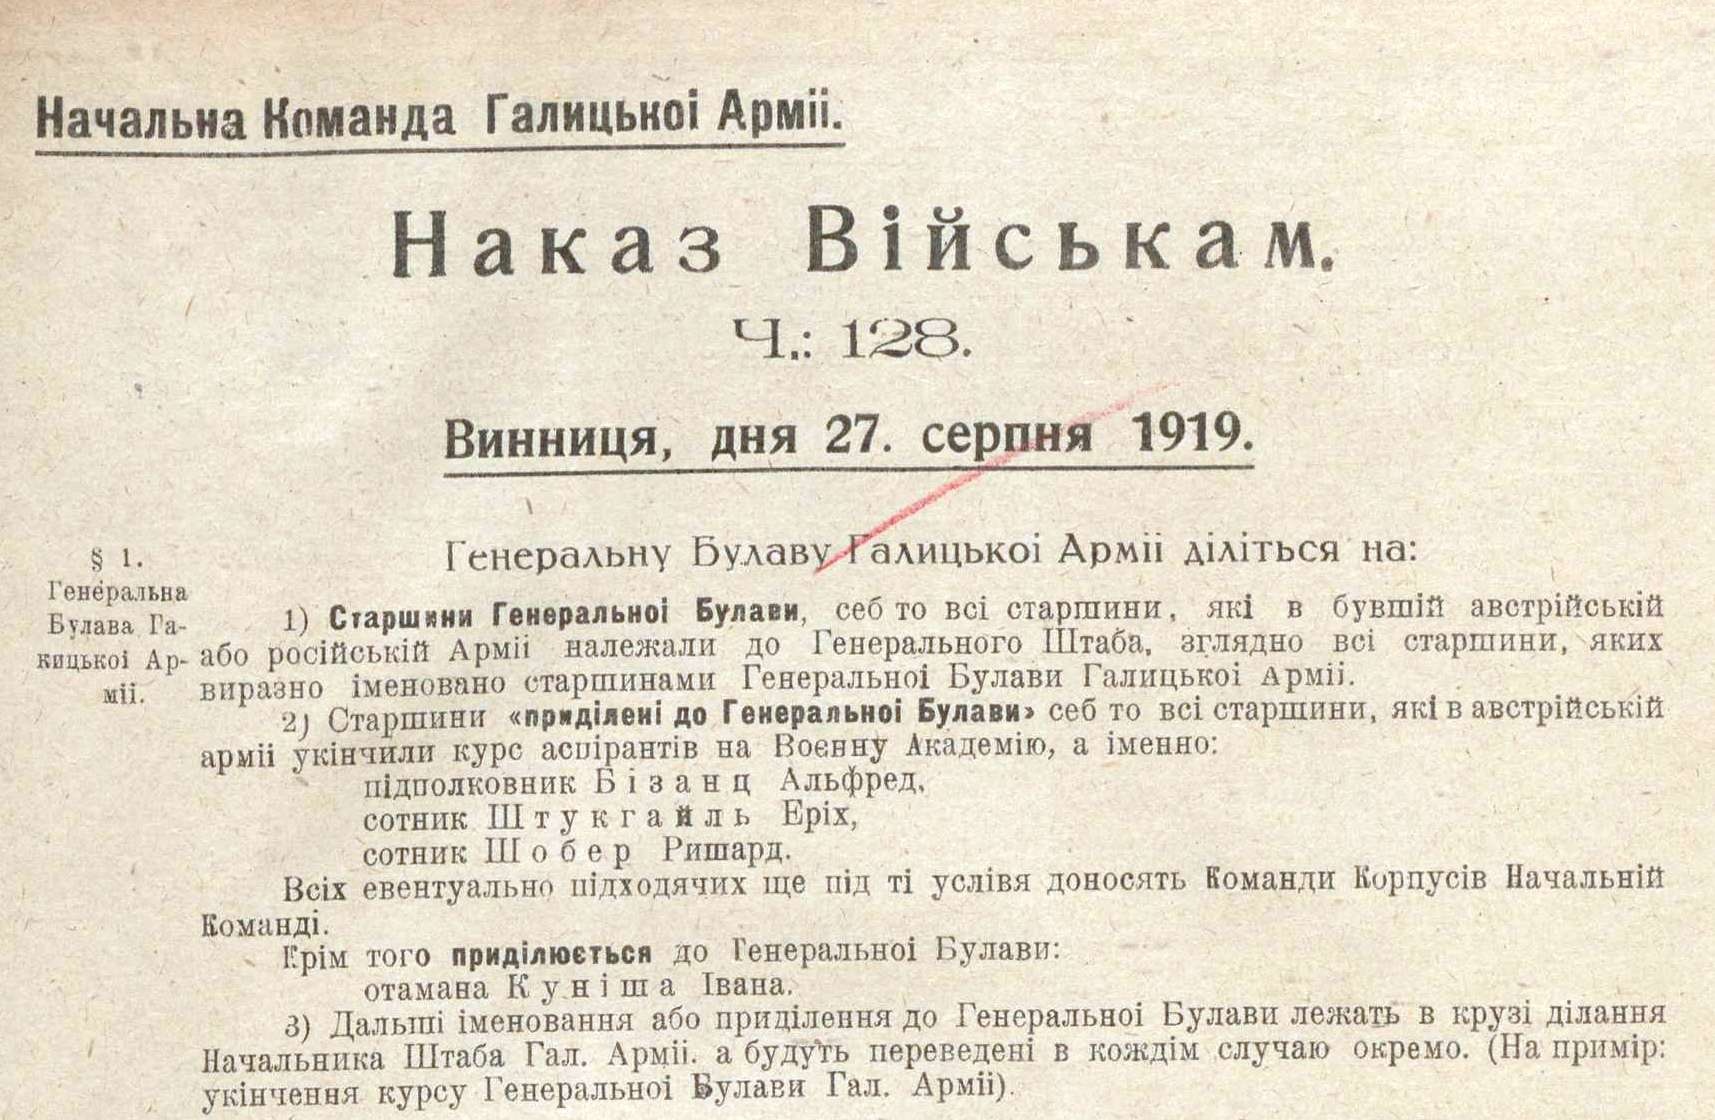 Начальна Команда Галицькоі Арміі.
Наказ Військам.
Ч.: 128.
Винниця, дня 27. серпня 1919.
§ 1.
Генеральна
Булава Га-
кицькоі Ар-
міі.
Генеральну Булаву Галицькоі Арміі діліться на:
1) Старшини Генеральноі Булави, себ то всі старшини, які в бувшій австрійській
або російській Арміі належали до Генерального Штаба, зглядно всі старшини, яких
виразно іменовано старшинами Генеральноі Булави Галицькоі Арміі.
2) Старшини «приділені до Генеральноі Булави» себ то всі старшини, які в австрійській
арміі укінчили курс аспірантів на Воєнну Академію, а іменно:
підполковник Бізанц Альфред,
сотник Штукгайль Еріх,
сотник Шобер Ришард.
Всіх евентуально підходячих ще під ті услівя доносять Команди Корпусів Начальній
Команді.
Крім того приділюється до Генеральноі Булави:
отамана Куніша Івана.
3) Дальші іменовання або приділення до Генеральноі Булави лежать в крузі ділання
Начальника Штаба Гал. Арміі. а будуть переведені в кождім случаю окремо. (На примір:
укінчення курсу Генеральноі Булави Гал. Арміі).